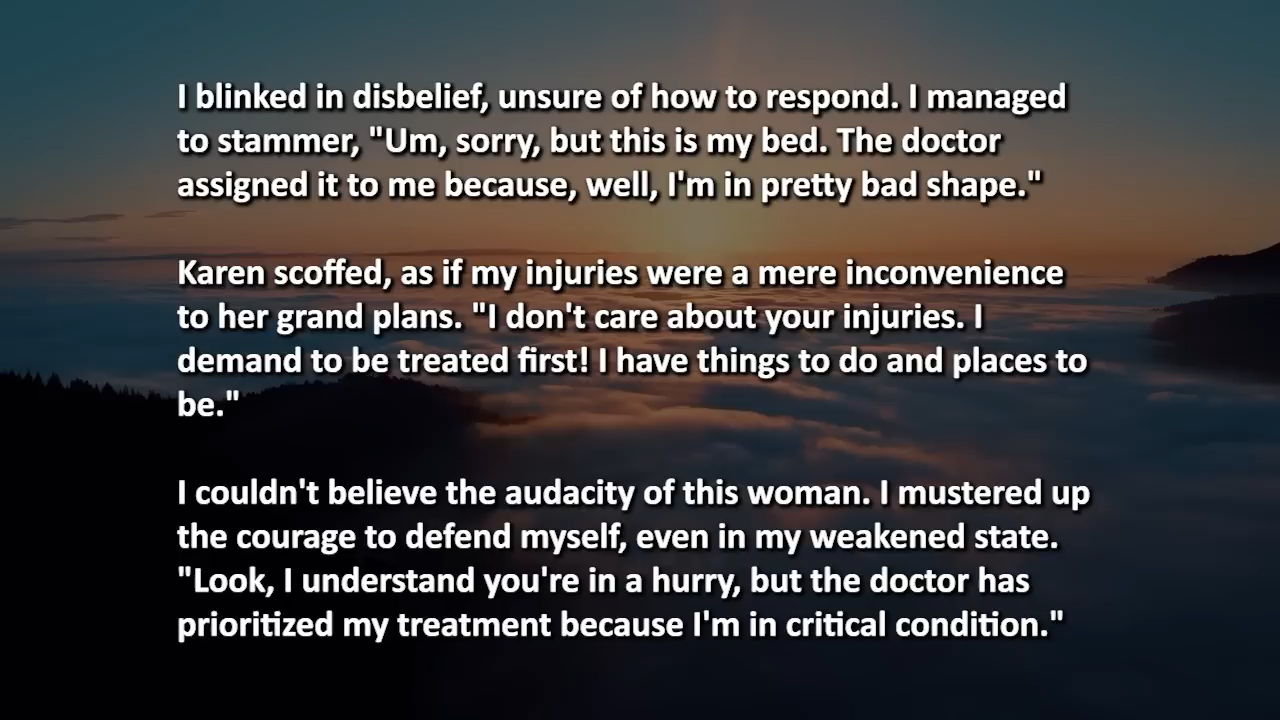 I blinked in disbelief, unsure of how to respond. I managed
to stammer, "Um, sorry, but this is my bed. The doctor
assigned it to me because, well, I'm in pretty bad shape."
Karen scoffed, as if my injuries were a mere inconvenience
to her grand plans. "I don't care about your injuries. I
demand to be treated first! I have things to do and places to
be."
I couldn't believe the audacity of this woman. I mustered up
the courage to defend myself, even in my weakened state.
"Look, I understand you're in a hurry, but the doctor has
prioritized my treatment because I'm in critical condition."